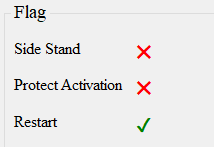 Flag
Side Stand ✕
Protect Activation ✕
Restart ✓